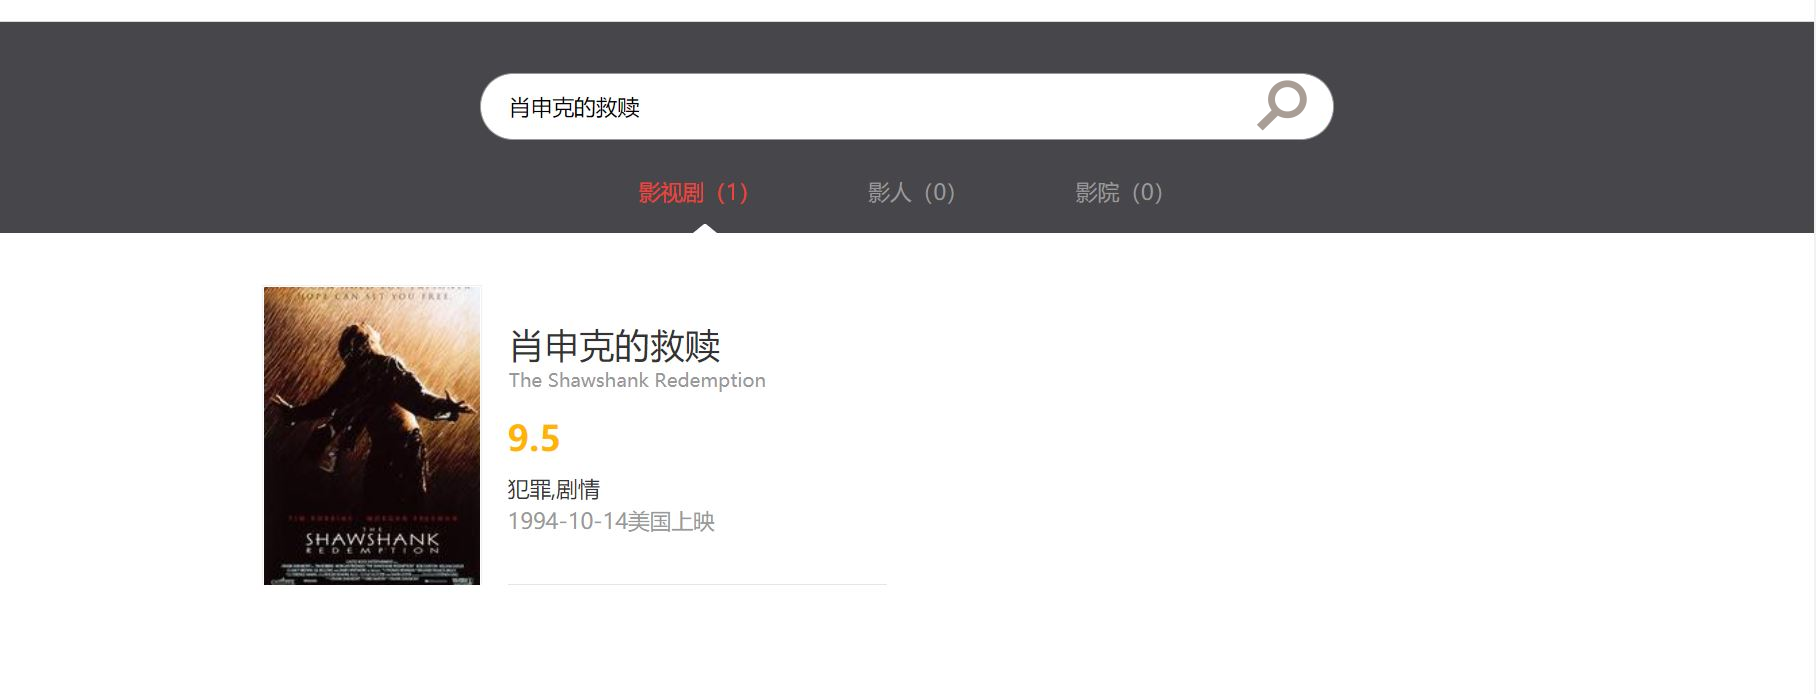 肖申克的救赎
影视剧（1） 影人（0） 影院（0）
HOPE CAN SET YOU FREE.
肖申克的救赎
The Shawshank Redemption
9.5
犯罪,剧情
1994-10-14美国上映
TIM ROBBINS MORGAN FREEMAN
THE
SHAWSHANK
REDEMPTION